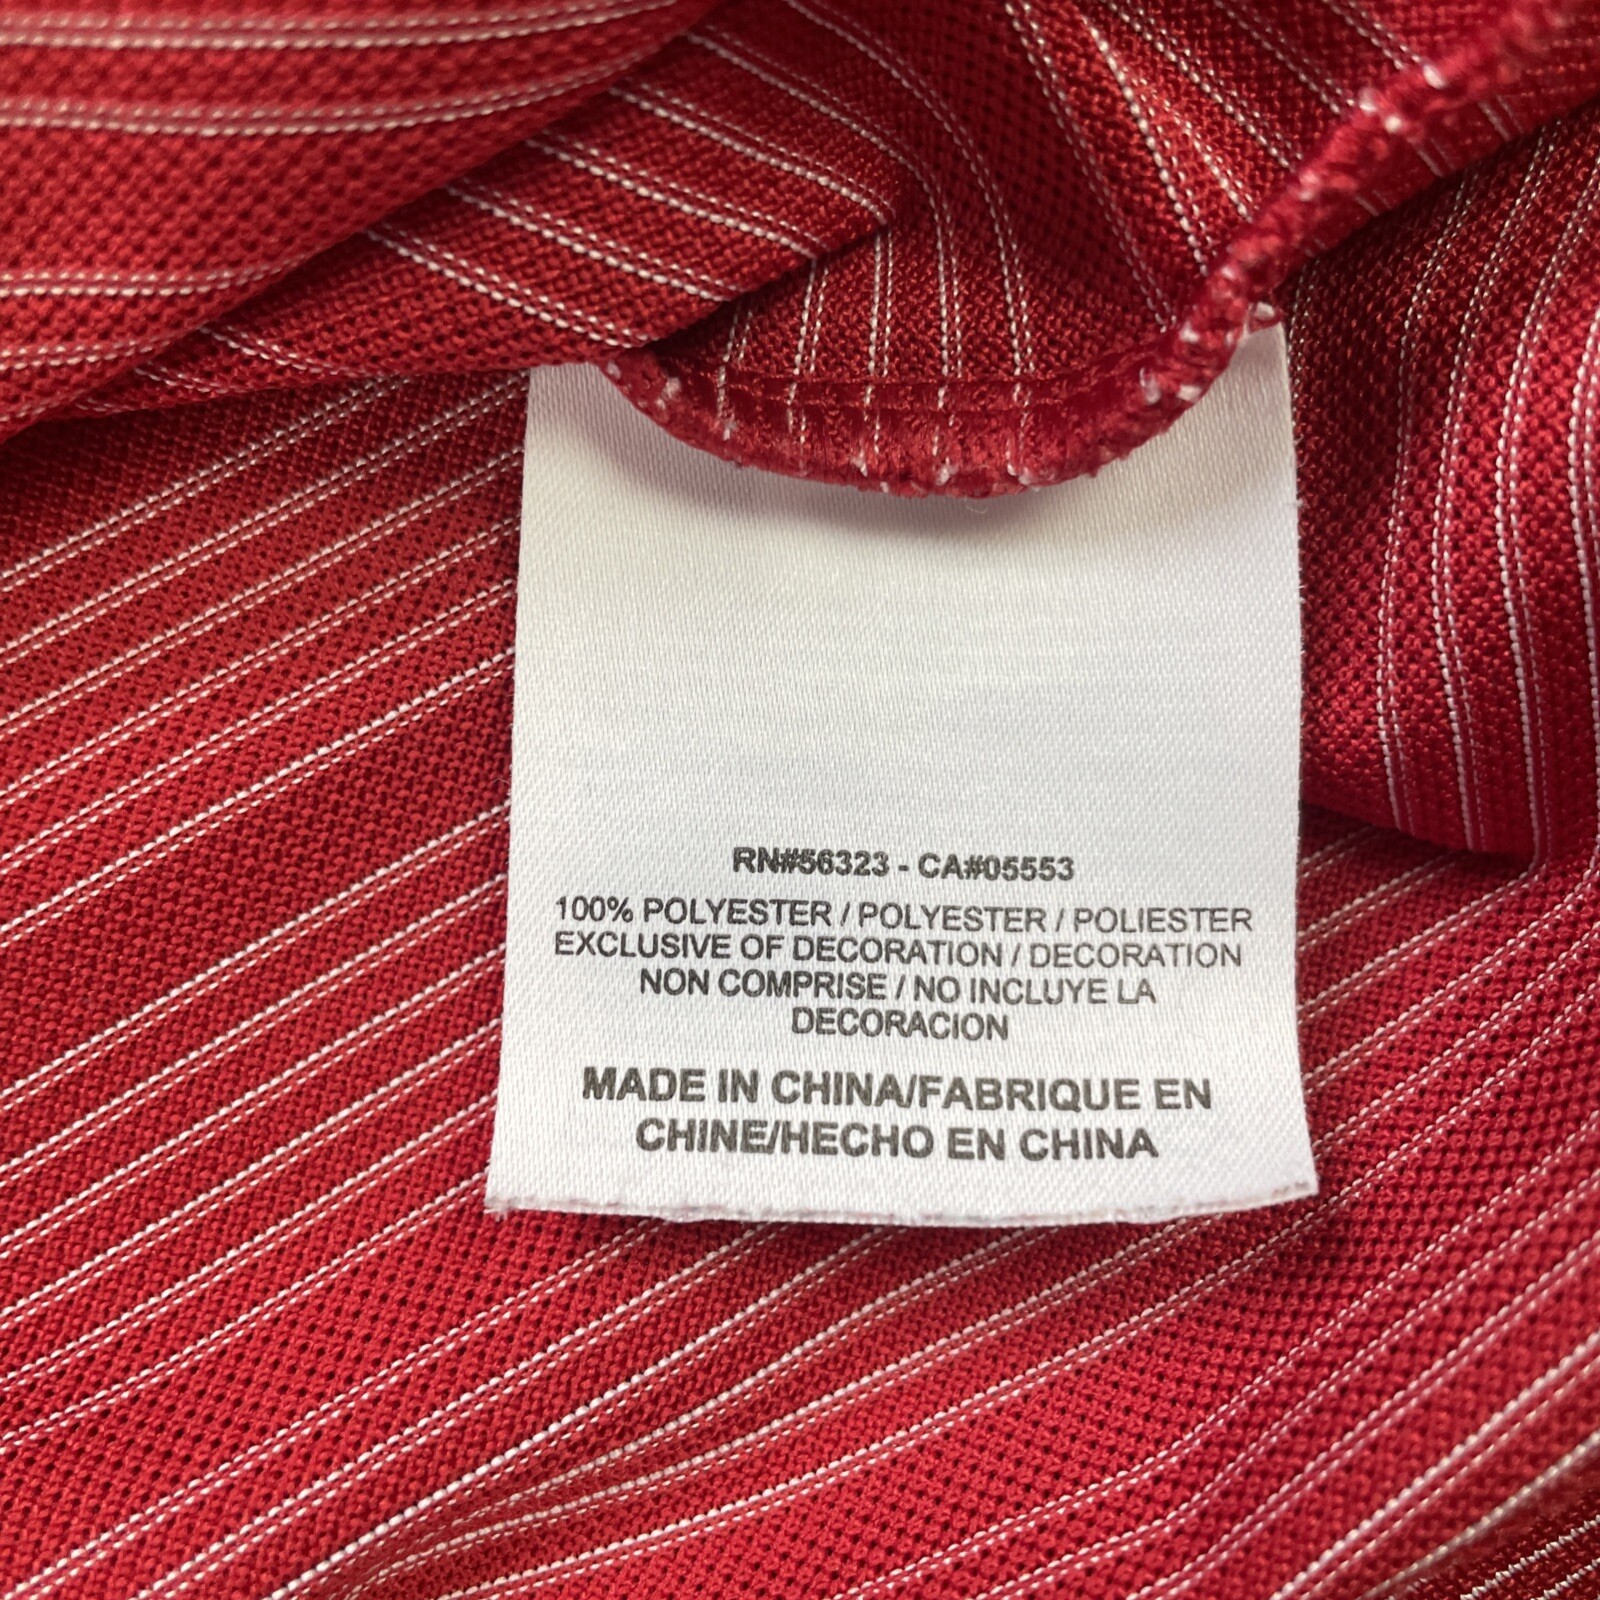 RN#56323 - CA#05553
100% POLYESTER / POLYESTER / POLIESTER
EXCLUSIVE OF DECORATION / DECORATION
NON COMPRISE / NO INCLUYE LA
DECORACION
MADE IN CHINA/FABRIQUE EN
CHINE/HECHO EN CHINA